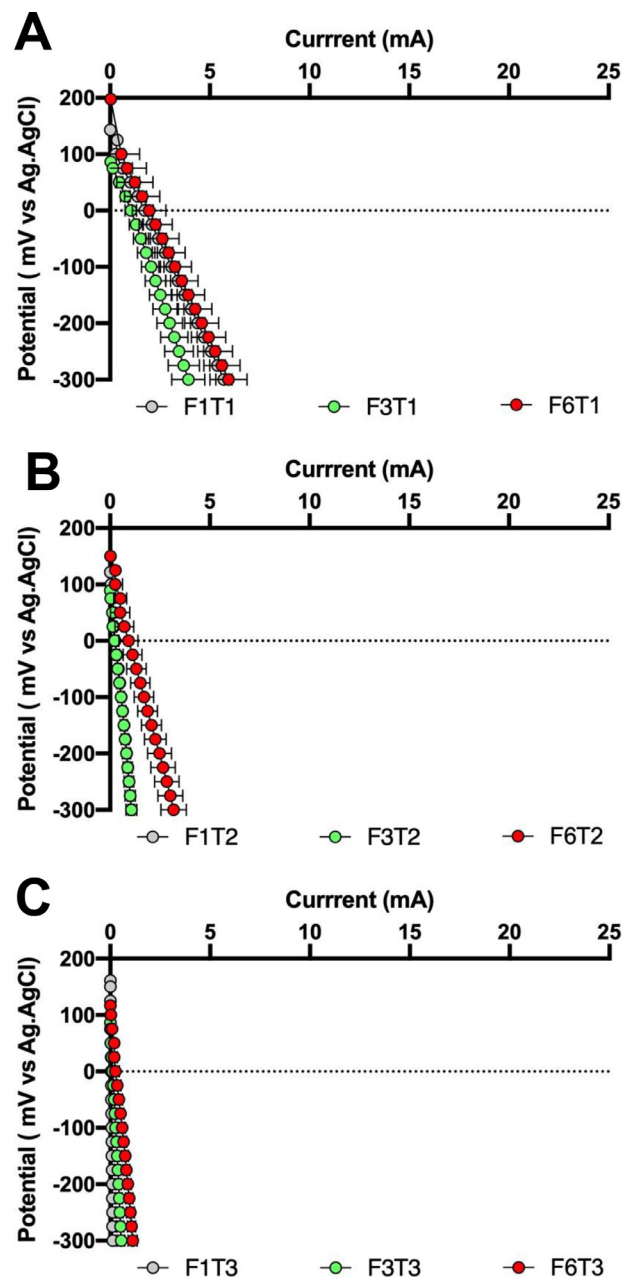 A
Currrent (mA)
0 5 10 15 20 25
Potential ( mV vs Ag.AgCl)
200
100
0
-100
-200
-300
F1T1 F3T1 F6T1
B
Currrent (mA)
0 5 10 15 20 25
Potential ( mV vs Ag.AgCl)
200
100
0
-100
-200
-300
F1T2 F3T2 F6T2
C
Currrent (mA)
0 5 10 15 20 25
Potential ( mV vs Ag.AgCl)
200
100
0
-100
-200
-300
F1T3 F3T3 F6T3